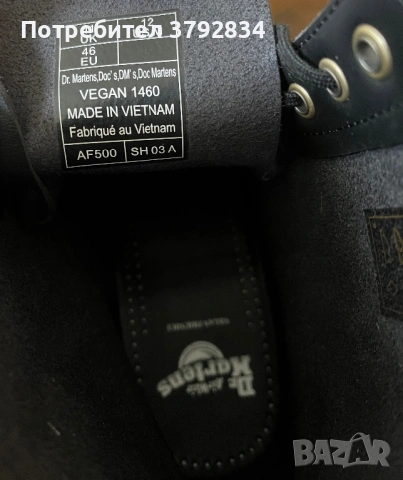 Потребител 3792834
12
UK
46
EU
Dr. Martens,Doc's,DM's,Doc Martens
VEGAN 1460
MADE IN VIETNAM
Fabriqué au Vietnam
AF500 SH 03 A
Dr. Martens
BAZAR